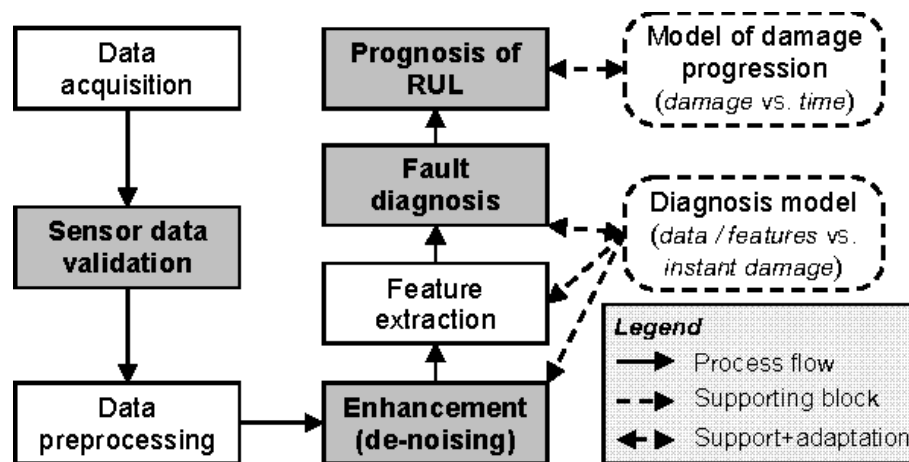 Data
acquisition
Sensor data
validation
Data
preprocessing
Prognosis of
RUL
Fault
diagnosis
Feature
extraction
Enhancement
(de-noising)
Model of damage
progression
(damage vs. time)
Diagnosis model
(data / features vs.
instant damage)
Legend
Process flow
Supporting block
Support+adaptation